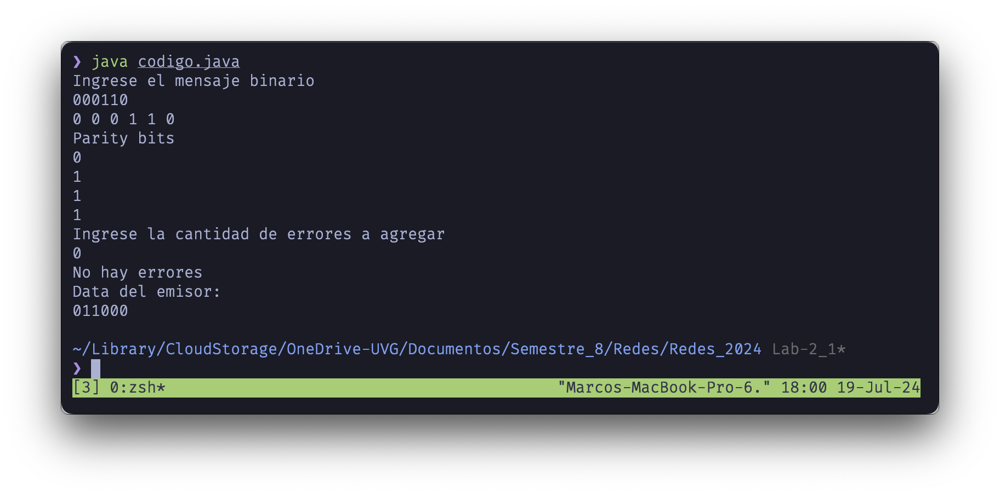 ❯ java codigo.java
Ingrese el mensaje binario
000110
0 0 0 1 1 0
Parity bits
0
1
1
1
Ingrese la cantidad de errores a agregar
0
No hay errores
Data del emisor:
011000
~/Library/CloudStorage/OneDrive-UVG/Documentos/Semestre_8/Redes/Redes_2024 Lab-2_1*
❯
[3] 0:zsh* "Marcos-MacBook-Pro-6." 18:00 19-Jul-24